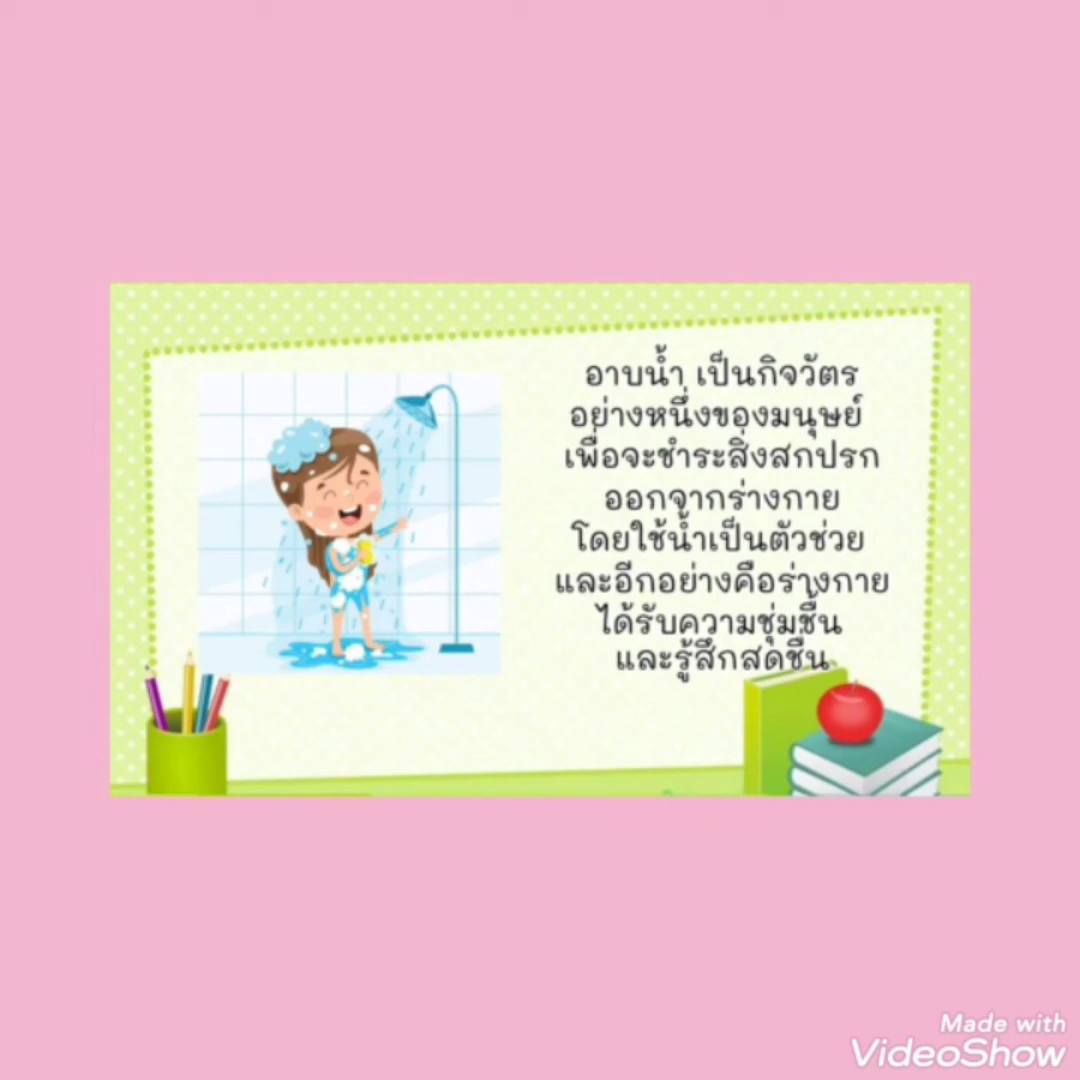 อาบน้ำ เป็นกิจวัตร
อย่างหนึ่งของมนุษย์
เพื่อจะชำระสิ่งสกปรก
ออกจากร่างกาย
โดยใช้น้ำเป็นตัวช่วย
และอีกอย่างคือร่างกาย
ได้รับความชุ่มชื้น
และรู้สึกสดชื่น
Made with
VideoShow